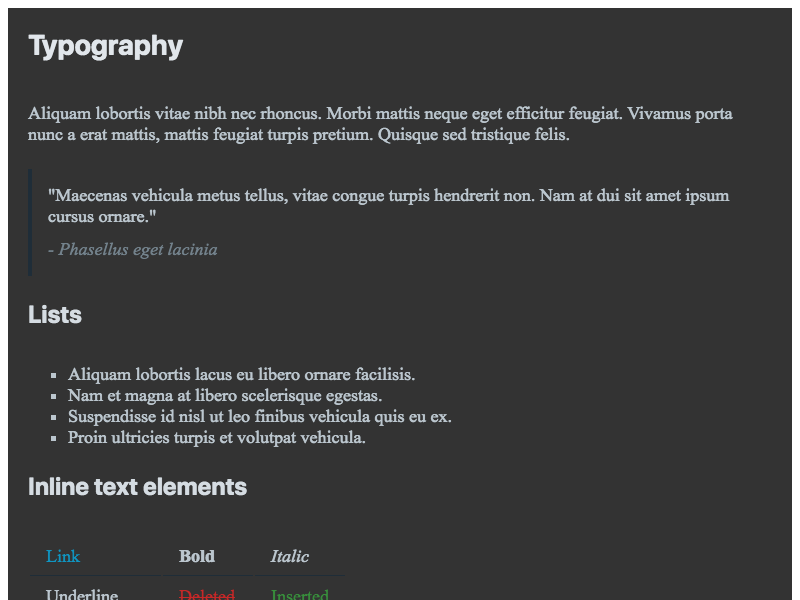 Typography
Aliquam lobortis vitae nibh nec rhoncus. Morbi mattis neque eget efficitur feugiat. Vivamus porta
nunc a erat mattis, mattis feugiat turpis pretium. Quisque sed tristique felis.
"Maecenas vehicula metus tellus, vitae congue turpis hendrerit non. Nam at dui sit amet ipsum
cursus ornare."
- Phasellus eget lacinia
Lists
Aliquam lobortis lacus eu libero ornare facilisis.
Nam et magna at libero scelerisque egestas.
Suspendisse id nisl ut leo finibus vehicula quis eu ex.
Proin ultricies turpis et volutpat vehicula.
Inline text elements
Link Bold Italic
Underline Deleted Inserted